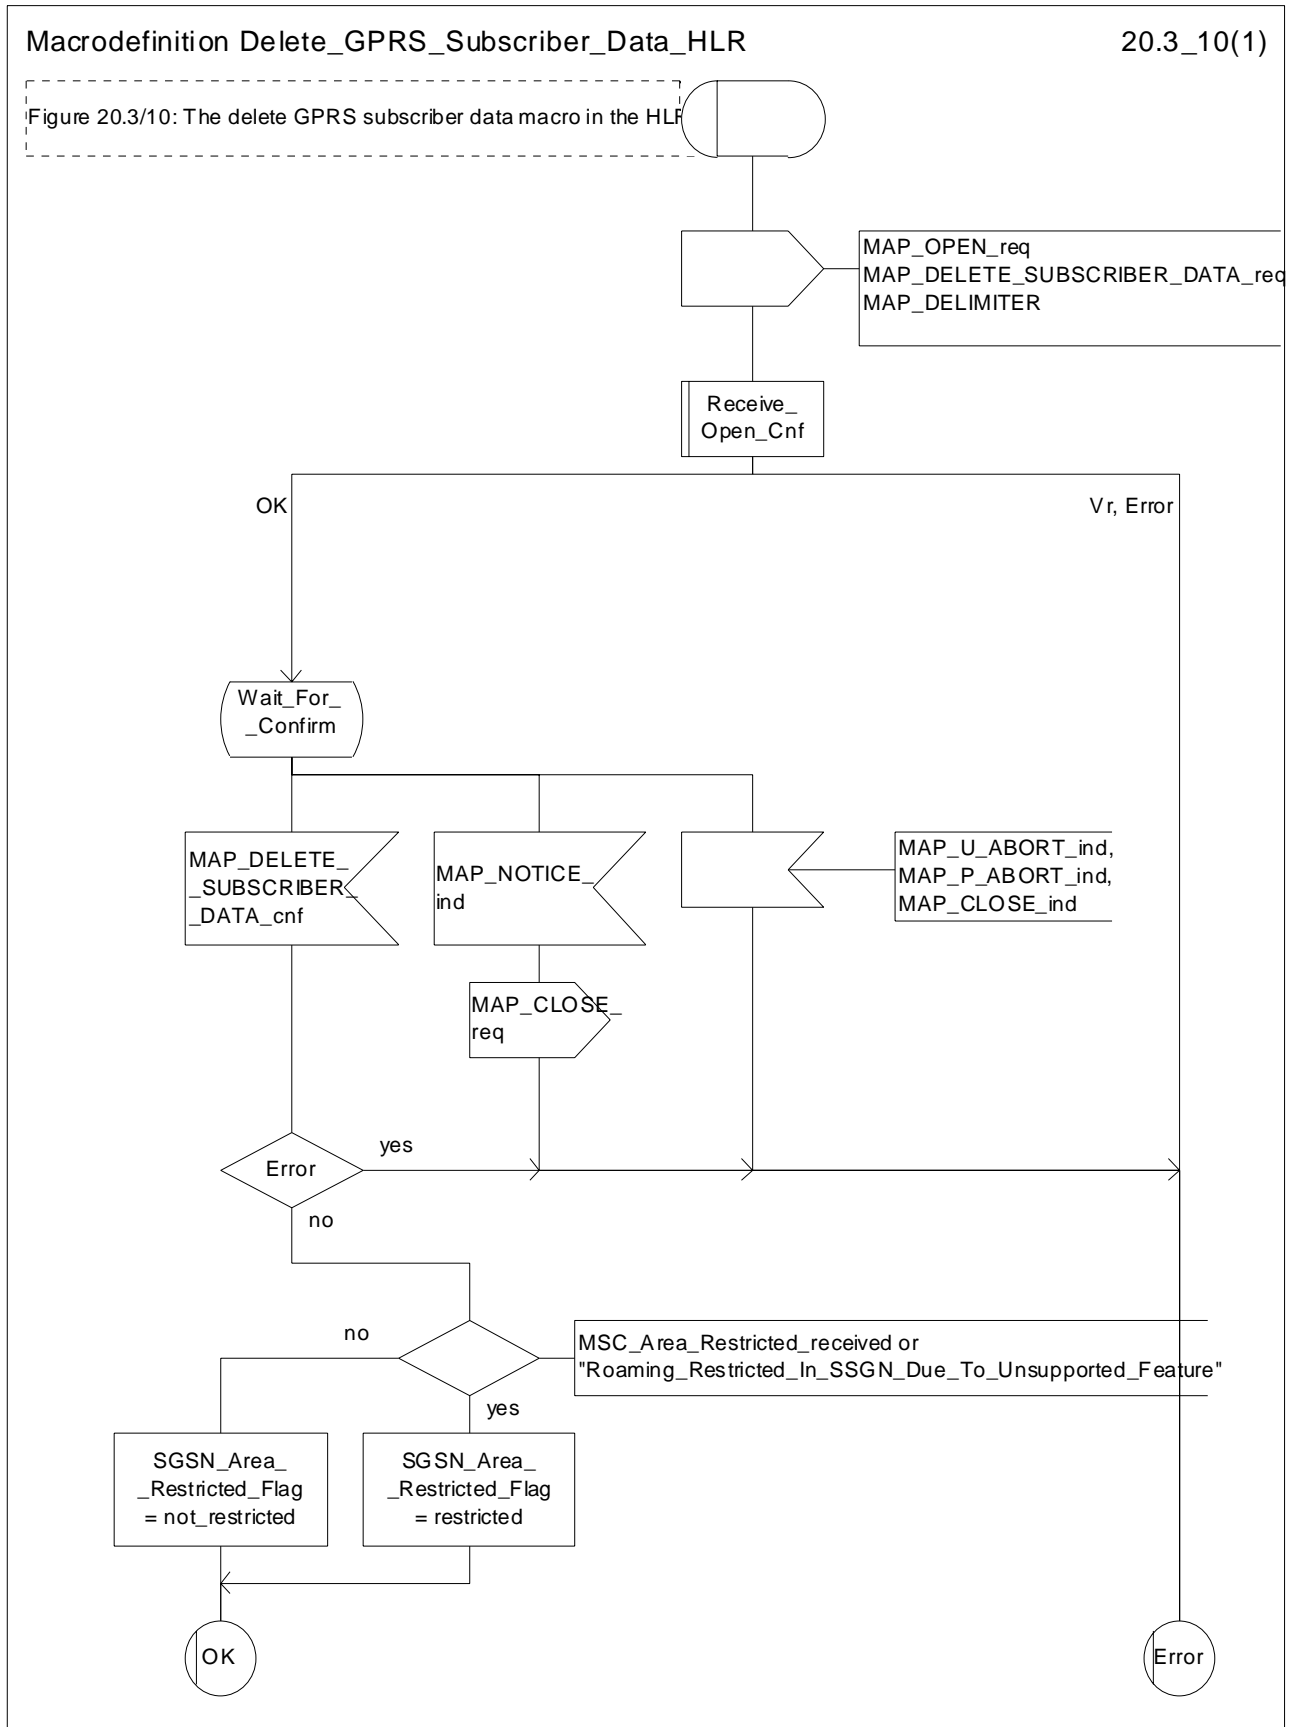 Macrodefinition Delete_GPRS_Subscriber_Data_HLR
20.3_10(1)
Figure 20.3/10: The delete GPRS subscriber data macro in the HLR
MAP_OPEN_req
MAP_DELETE_SUBSCRIBER_DATA_req
MAP_DELIMITER
Receive_
Open_Cnf
OK
Vr, Error
Wait_For_
_Confirm
MAP_DELETE_
_SUBSCRIBER_
_DATA_cnf
MAP_NOTICE_
ind
MAP_U_ABORT_ind,
MAP_P_ABORT_ind,
MAP_CLOSE_ind
MAP_CLOSE_
req
Error
yes
no
no
MSC_Area_Restricted_received or
"Roaming_Restricted_In_SSGN_Due_To_Unsupported_Feature"
yes
SGSN_Area_
_Restricted_Flag
= not_restricted
SGSN_Area_
_Restricted_Flag
= restricted
OK
Error